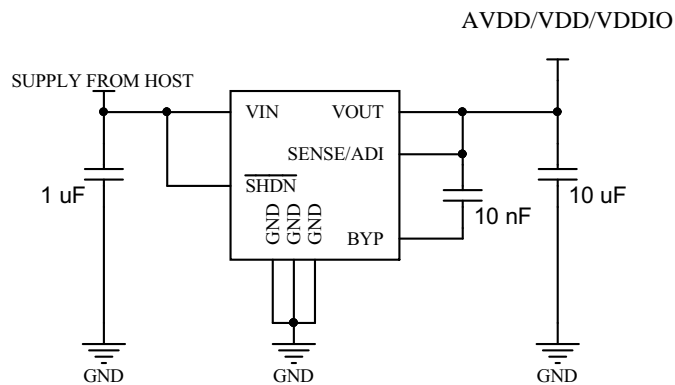 AVDD/VDD/VDDIO
SUPPLY FROM HOST
VIN
VOUT
SENSE/ADI
SHDN
1 uF
GND
GND
GND
BYP
10 nF
10 uF
GND
GND
GND